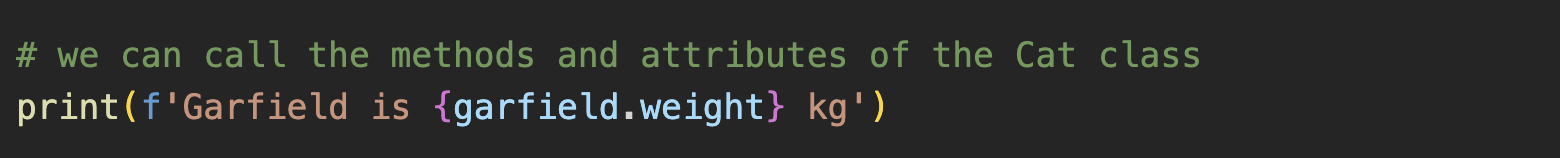 # we can call the methods and attributes of the Cat class
print(f'Garfield is {garfield.weight} kg')